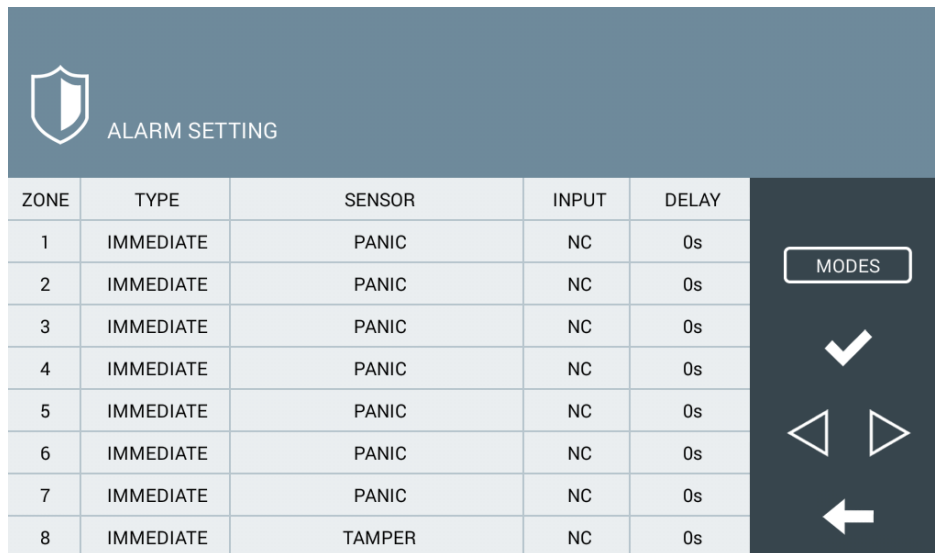 ALARM SETTING
ZONE TYPE SENSOR INPUT DELAY
1 IMMEDIATE PANIC NC 0s
2 IMMEDIATE PANIC NC 0s
3 IMMEDIATE PANIC NC 0s
4 IMMEDIATE PANIC NC 0s
5 IMMEDIATE PANIC NC 0s
6 IMMEDIATE PANIC NC 0s
7 IMMEDIATE PANIC NC 0s
8 IMMEDIATE TAMPER NC 0s
MODES